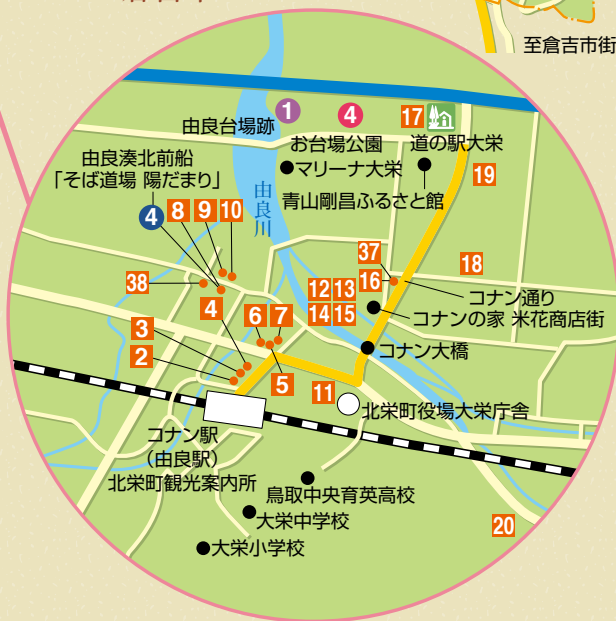 至倉吉市街
1
4
17
由良台場跡
お台場公園
道の駅大栄
由良湊北前船
「そば道場 陽だまり」
マリーナ大栄
青山剛昌ふるさと館
19
4
8
9
10
由良川
37
18
38
12
13
16
コナン通り
14
15
コナンの家 米花商店街
4
6
7
3
コナン大橋
2
5
11
北栄町役場大栄庁舎
コナン駅
(由良駅)
北栄町観光案内所
鳥取中央育英高校
大栄中学校
20
大栄小学校